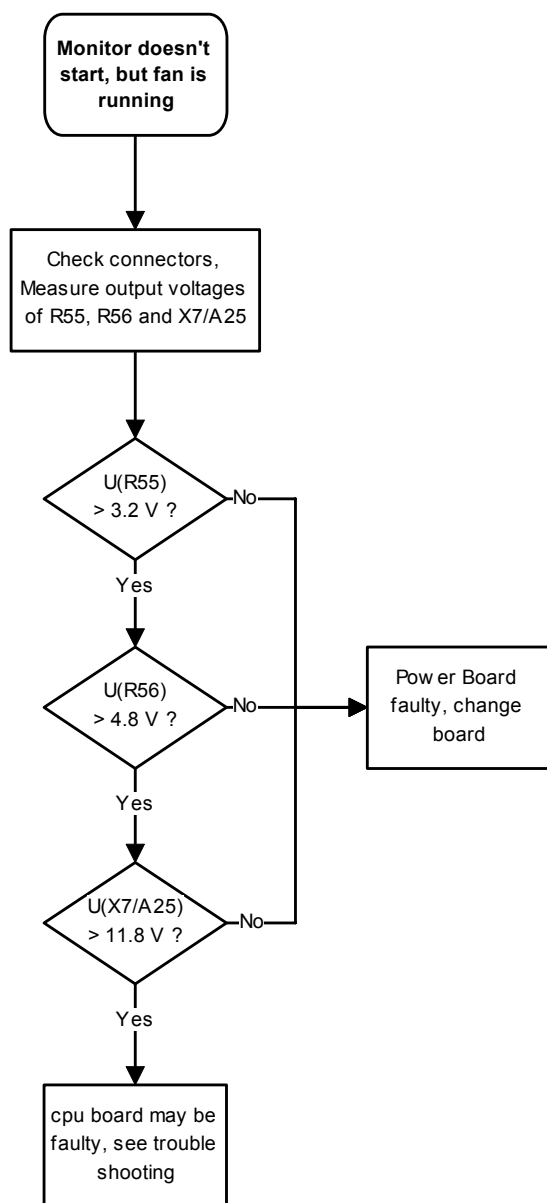 Monitor doesn't
start, but fan is
running
Check connectors,
Measure output voltages
of R55, R56 and X7/A25
U(R55)
> 3.2 V ?
No
Yes
U(R56)
> 4.8 V ?
No
Power Board
faulty, change
board
Yes
U(X7/A25)
> 11.8 V ?
No
Yes
cpu board may be
faulty, see trouble
shooting